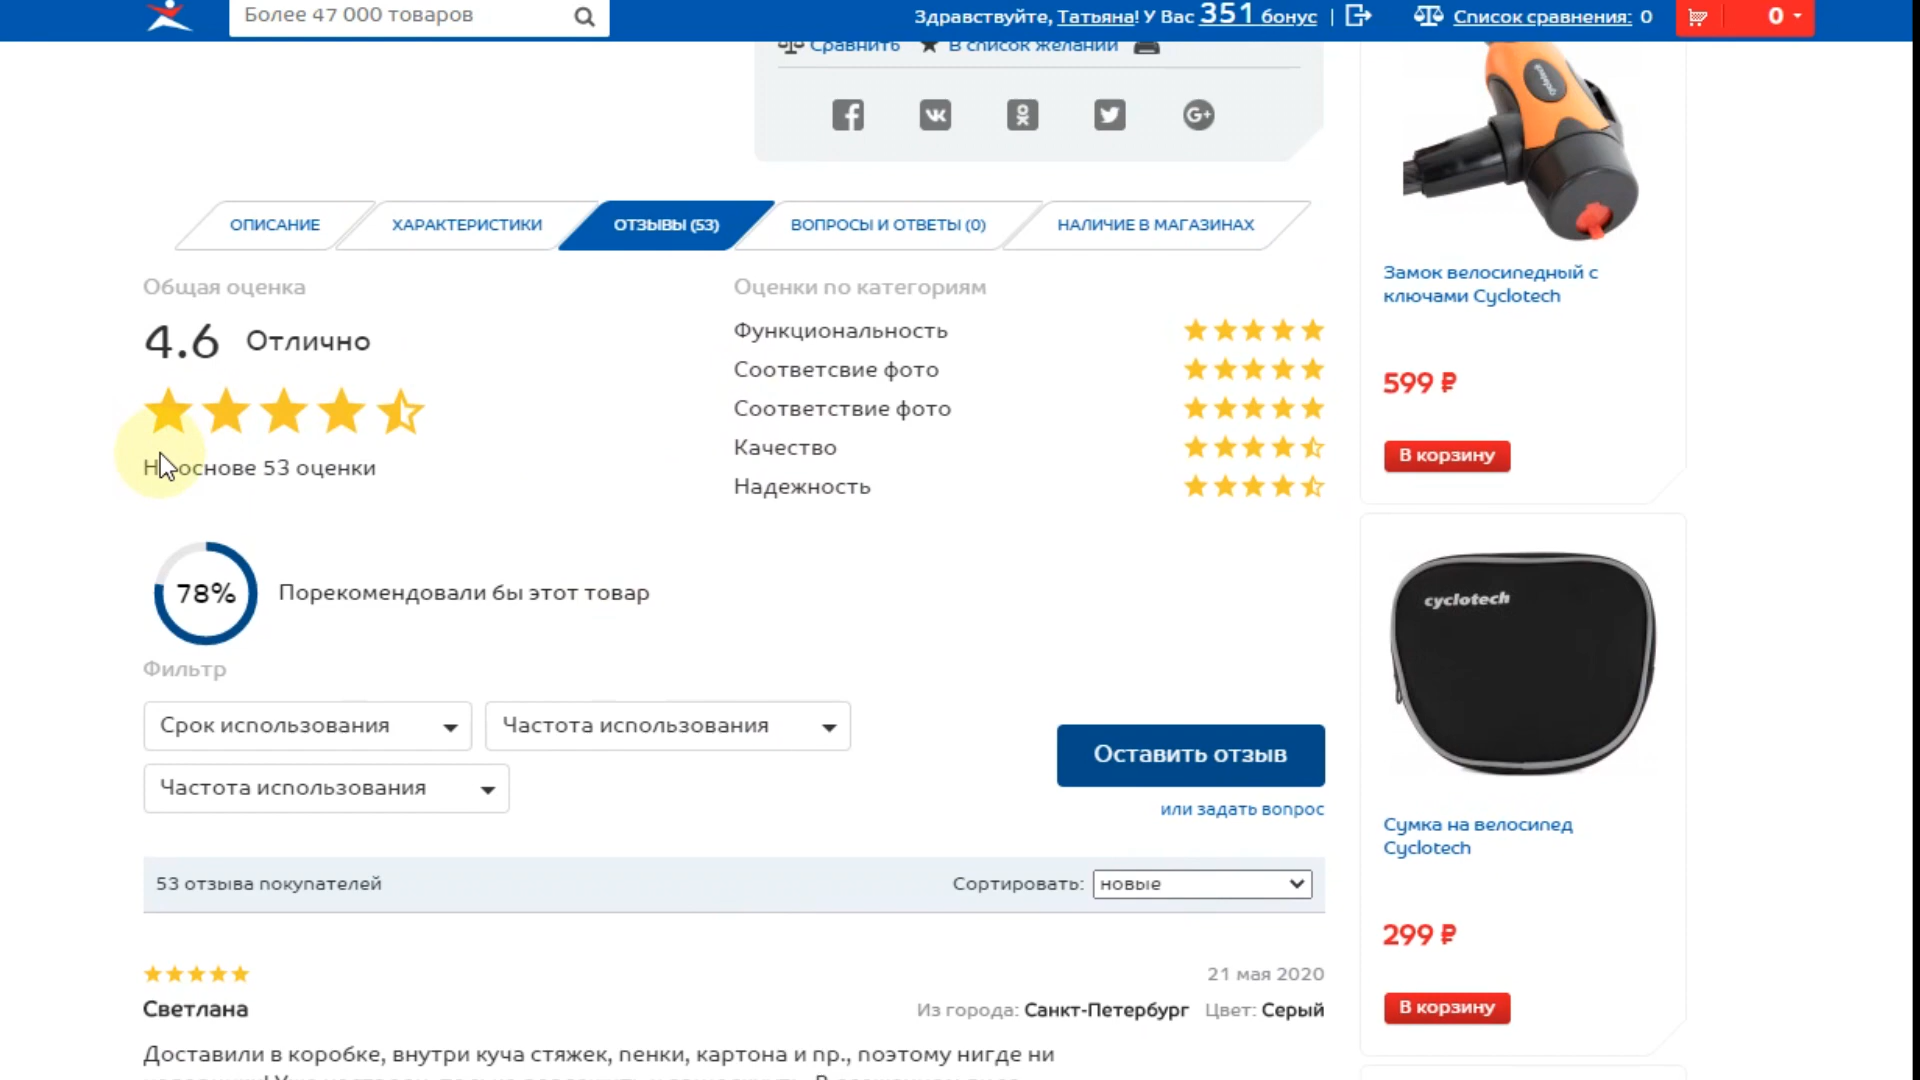 Более 47 000 товаров
Здравствуйте, Татьяна! У Вас 351 бонус
Список сравнения: 0
0
Сравнить
В список желаний
ОПИСАНИЕ
ХАРАКТЕРИСТИКИ
ОТЗЫВЫ (53)
ВОПРОСЫ И ОТВЕТЫ (0)
НАЛИЧИЕ В МАГАЗИНАХ
Общая оценка
4.6 Отлично
основе 53 оценки
78% Порекомендовали бы этот товар
Оценки по категориям
Функциональность
Соответсвие фото
Соответствие фото
Качество
Надежность
Фильтр
Срок использования
Частота использования
Частота использования
Оставить отзыв
или задать вопрос
53 отзыва покупателей
Сортировать: новые
21 мая 2020
Светлана
Из города: Санкт-Петербург Цвет: Серый
Доставили в коробке, внутри куча стяжек, пенки, картона и пр., поэтому нигде ни
cyclotech
Замок велосипедный с
ключами Cyclotech
599 ₽
В корзину
cyclotech
Сумка на велосипед
Cyclotech
299 ₽
В корзину